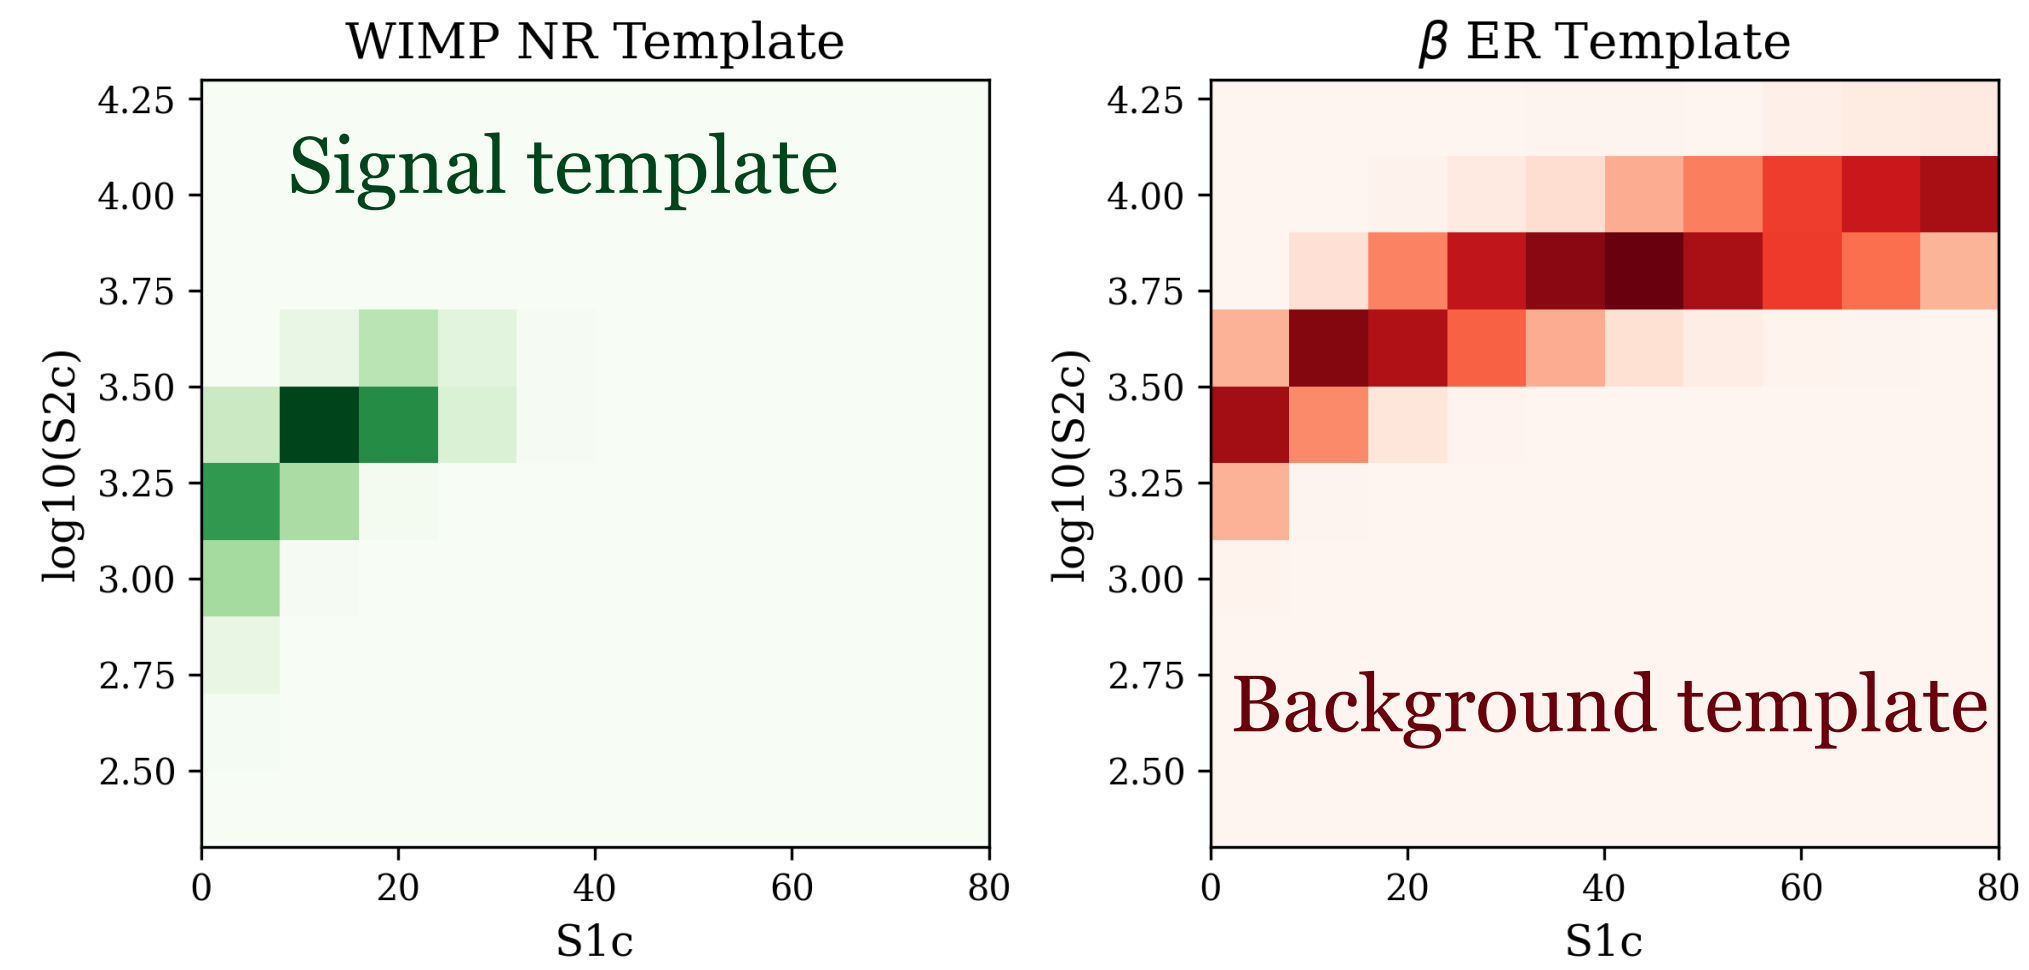 WIMP NR Template
Signal template
4.25
4.00
3.75
3.50
3.25
3.00
2.75
2.50
log10(S2c)
0 20 40 60 80
S1c
β ER Template
Background template
4.25
4.00
3.75
3.50
3.25
3.00
2.75
2.50
log10(S2c)
0 20 40 60 80
S1c